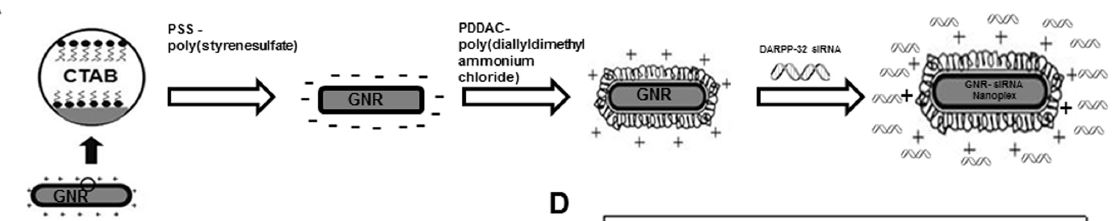 PSS -
poly(styrenesulfate)
PDDAC-
poly(diallyldimethyl
ammonium
chloride)
DARPP-32 siRNA
CTAB
GNR
GNR
GNR- siRNA
Nanoplex
GNR
D